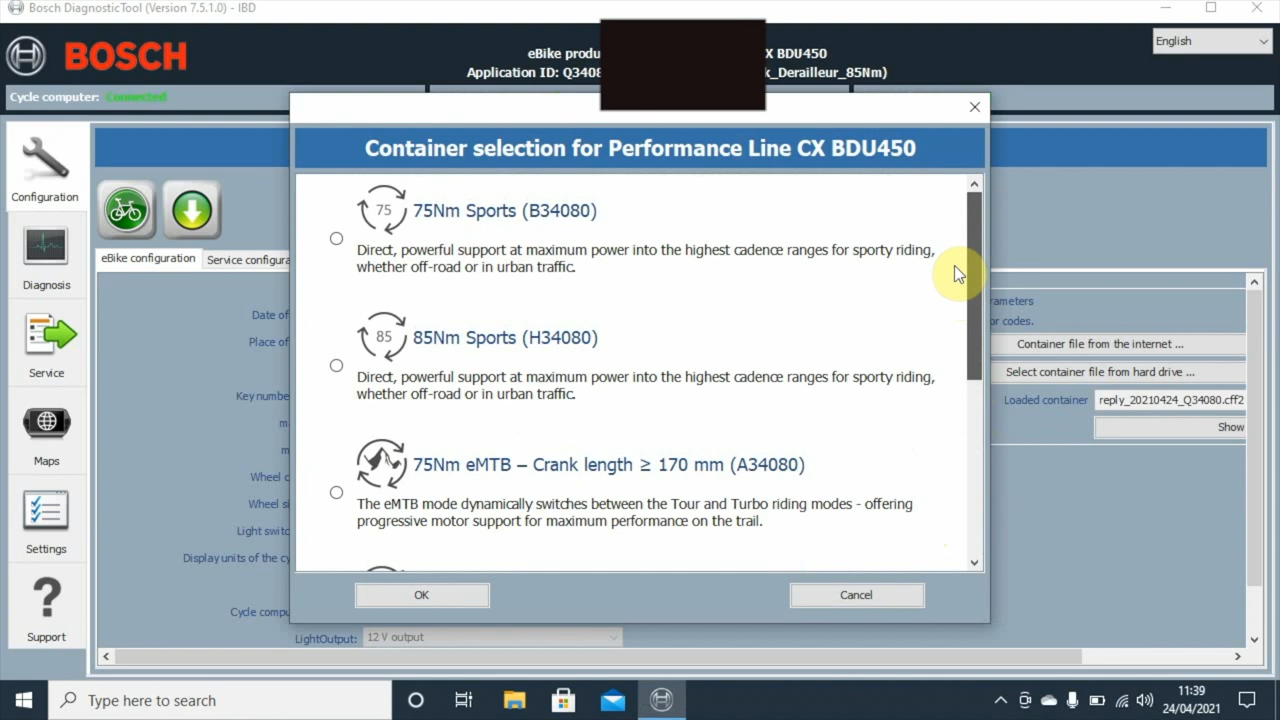 Bosch DiagnosticTool (Version 7.5.1.0) - IBD
BOSCH
English
eBike produ
X BDU450
Application ID: Q3408
k_Derailleur_85Nm)
Cycle computer: Connected
Container selection for Performance Line CX BDU450
Configuration
Diagnosis
Service
Maps
Settings
Support
eBike configuration
Service configura
75
75Nm Sports (B34080)
Direct, powerful support at maximum power into the highest cadence ranges for sporty riding,
whether off-road or in urban traffic.
85
85Nm Sports (H34080)
Direct, powerful support at maximum power into the highest cadence ranges for sporty riding,
whether off-road or in urban traffic.
75Nm eMTB – Crank length ≥ 170 mm (A34080)
The eMTB mode dynamically switches between the Tour and Turbo riding modes - offering
progressive motor support for maximum performance on the trail.
OK
Cancel
Date of
Place of
Key numbe
m
m
Wheel c
Wheel si
Light switc
Display units of the cy
Cycle compu
LightOutput:
12 V output
rameters
or codes.
Container file from the internet ...
Select container file from hard drive ...
Loaded container
reply_20210424_Q34080.cff2
Show
Type here to search
11:39
24/04/2021